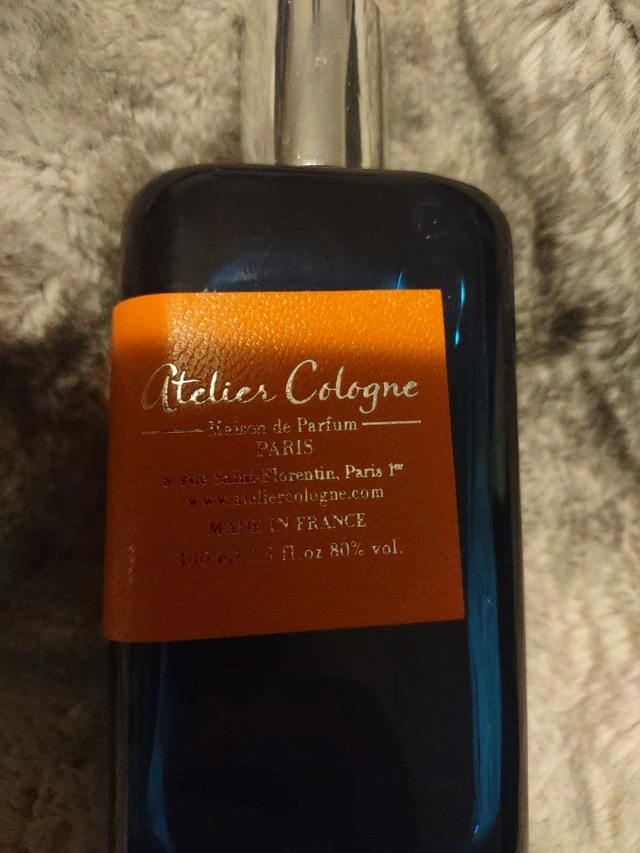 Atelier Cologne
Maison de Parfum
PARIS
8 rue Saint-Florentin, Paris 1er
www.ateliercologne.com
MADE IN FRANCE
100 ml 3.3 fl.oz 80% vol.